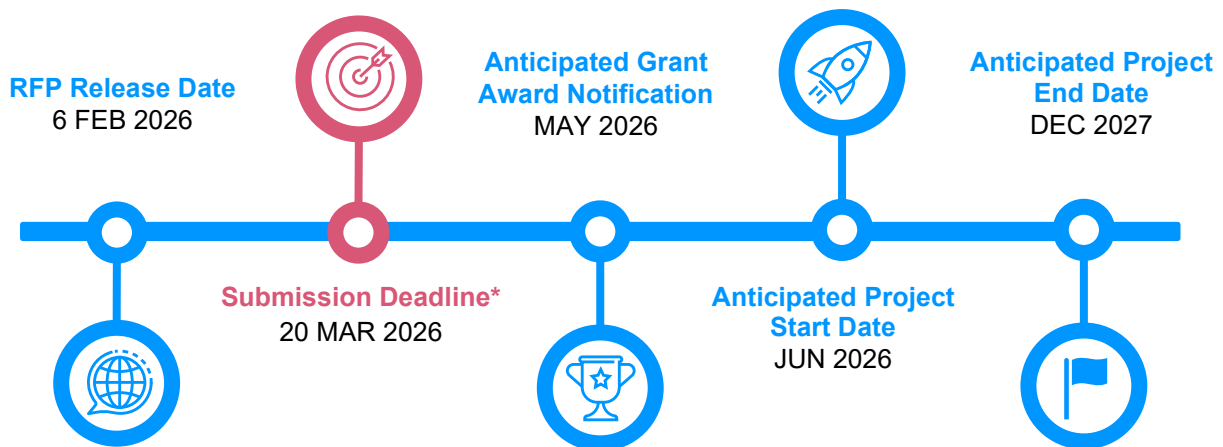 RFP Release Date
6 FEB 2026
Submission Deadline*
20 MAR 2026
Anticipated Grant
Award Notification
MAY 2026
Anticipated Project
Start Date
JUN 2026
Anticipated Project
End Date
DEC 2027